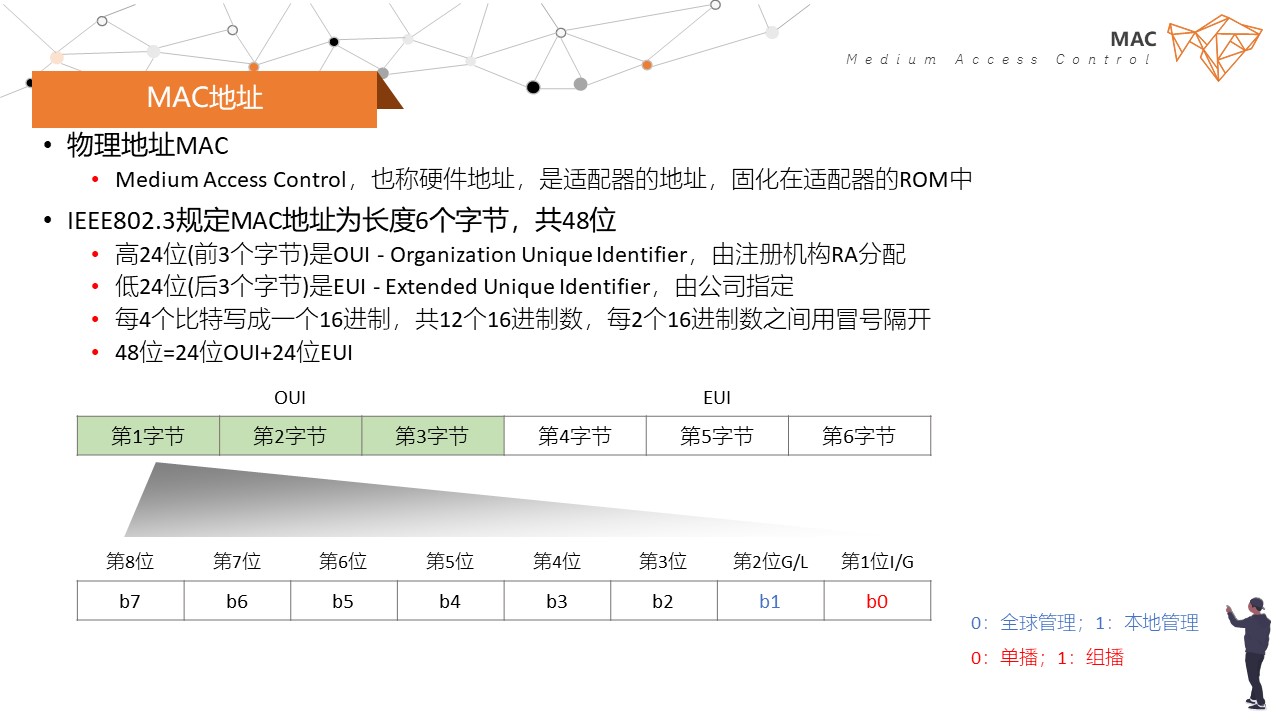 MAC
Medium Access Control
MAC地址
• 物理地址MAC
• Medium Access Control，也称硬件地址，是适配器的地址，固化在适配器的ROM中
• IEEE802.3规定MAC地址为长度6个字节，共48位
• 高24位(前3个字节)是OUI - Organization Unique Identifier，由注册机构RA分配
• 低24位(后3个字节)是EUI - Extended Unique Identifier，由公司指定
• 每4个比特写成一个16进制，共12个16进制数，每2个16进制数之间用冒号隔开
• 48位=24位OUI+24位EUI
OUI EUI
第1字节 第2字节 第3字节 第4字节 第5字节 第6字节
第8位 第7位 第6位 第5位 第4位 第3位 第2位G/L 第1位I/G
b7 b6 b5 b4 b3 b2 b1 b0
0：全球管理；1：本地管理
0：单播；1：组播